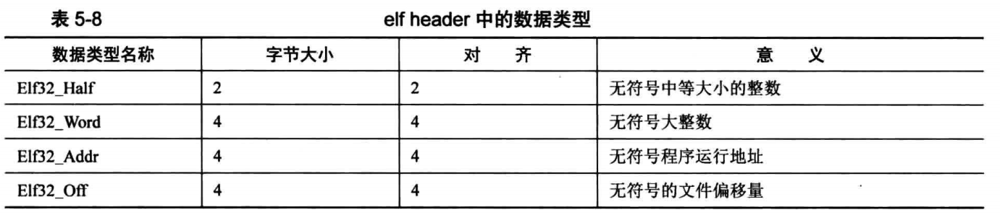 表 5-8 elf header 中的数据类型
数据类型名称 字节大小 对 齐 意 义
Elf32_Half 2 2 无符号中等大小的整数
Elf32_Word 4 4 无符号大整数
Elf32_Addr 4 4 无符号程序运行地址
Elf32_Off 4 4 无符号的文件偏移量